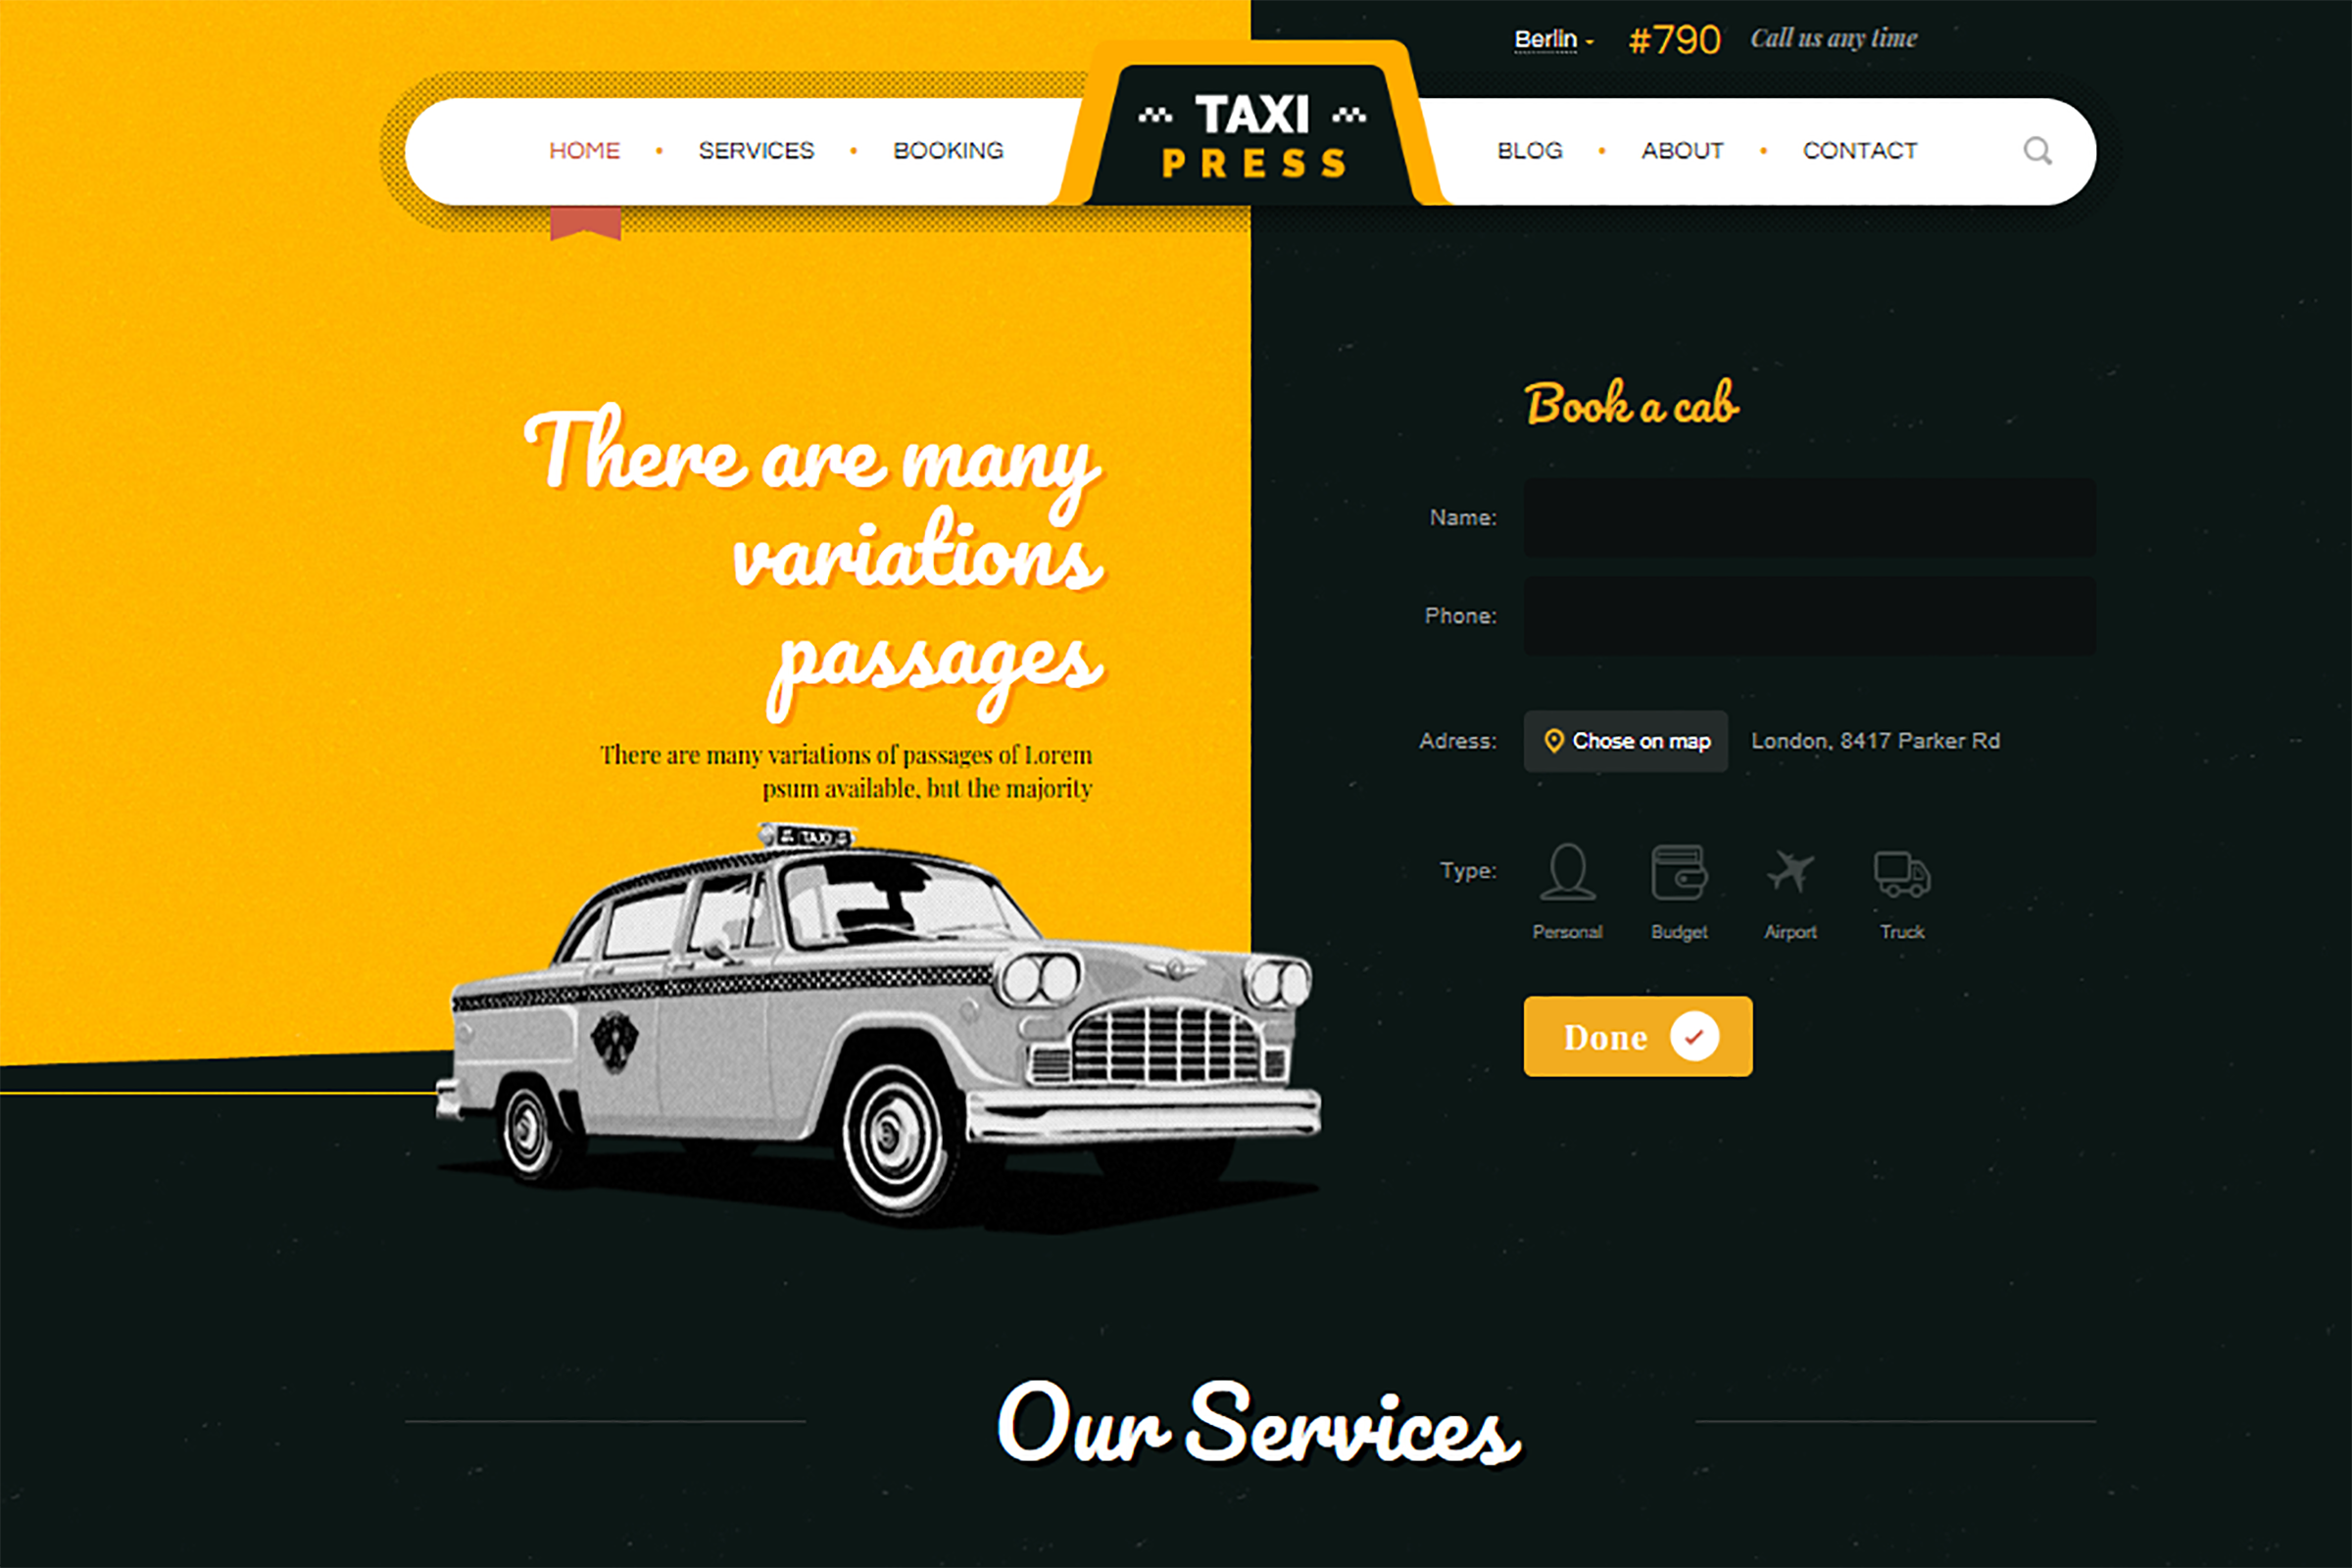 Berlin #790 Call us any time
HOME • SERVICES • BOOKING
TAXI
PRESS
BLOG • ABOUT • CONTACT
There are many
variations
passages
There are many variations of passages of Lorem
psum available, but the majority
TAXI
Book a cab
Name:
Phone:
Adress: Chose on map London, 8417 Parker Rd
Type:
Personal Budget Airport Truck
Done
Our Services